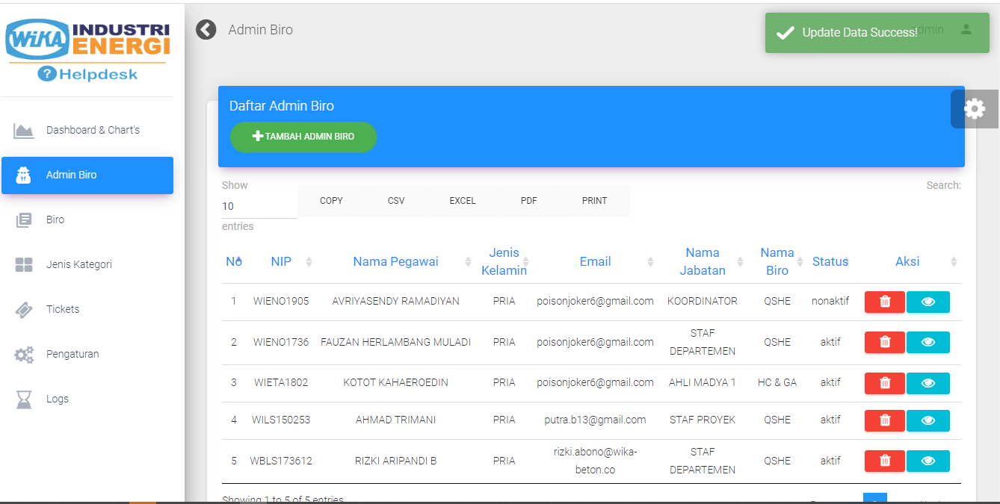 WiKA INDUSTRI ENERGI
? Helpdesk
Dashboard & Chart's
Admin Biro
Biro
Jenis Kategori
Tickets
Pengaturan
Logs
Admin Biro
Update Data Success!
admin
Daftar Admin Biro
TAMBAH ADMIN BIRO
Show
10
entries
COPY CSV EXCEL PDF PRINT
Search:
No NIP Nama Pegawai Jenis Kelamin Email Nama Jabatan Nama Biro Status Aksi
1 WIENO1905 AVRIYASENDY RAMADIYAN PRIA poisonjoker6@gmail.com KOORDINATOR QSHE nonaktif
2 WIENO1736 FAUZAN HERLAMBANG MULADI PRIA poisonjoker6@gmail.com STAF DEPARTEMEN QSHE aktif
3 WIETA1802 KOTOT KAHAEROEDIN PRIA poisonjoker6@gmail.com AHLI MADYA 1 HC & GA aktif
4 WILS150253 AHMAD TRIMANI PRIA putra.b13@gmail.com STAF PROYEK QSHE aktif
5 WBLS173612 RIZKI ARIPANDI B PRIA rizki.abono@wika-beton.co STAF DEPARTEMEN QSHE aktif
Showing 1 to 5 of 5 entries